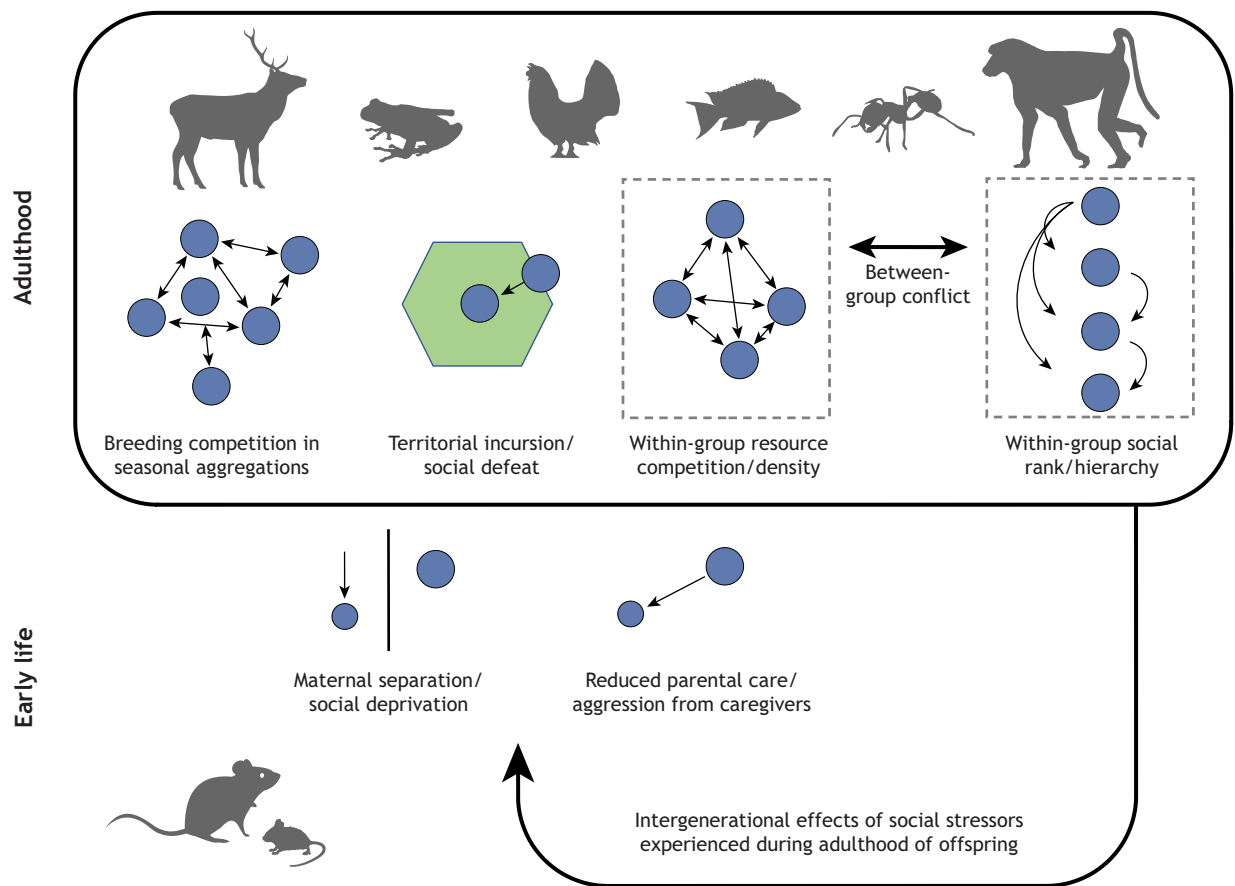 Adulthood
Between-
group conflict
Breeding competition in
seasonal aggregations
Territorial incursion/
social defeat
Within-group resource
competition/density
Within-group social
rank/hierarchy
Early life
Maternal separation/
social deprivation
Reduced parental care/
aggression from caregivers
Intergenerational effects of social stressors
experienced during adulthood of offspring